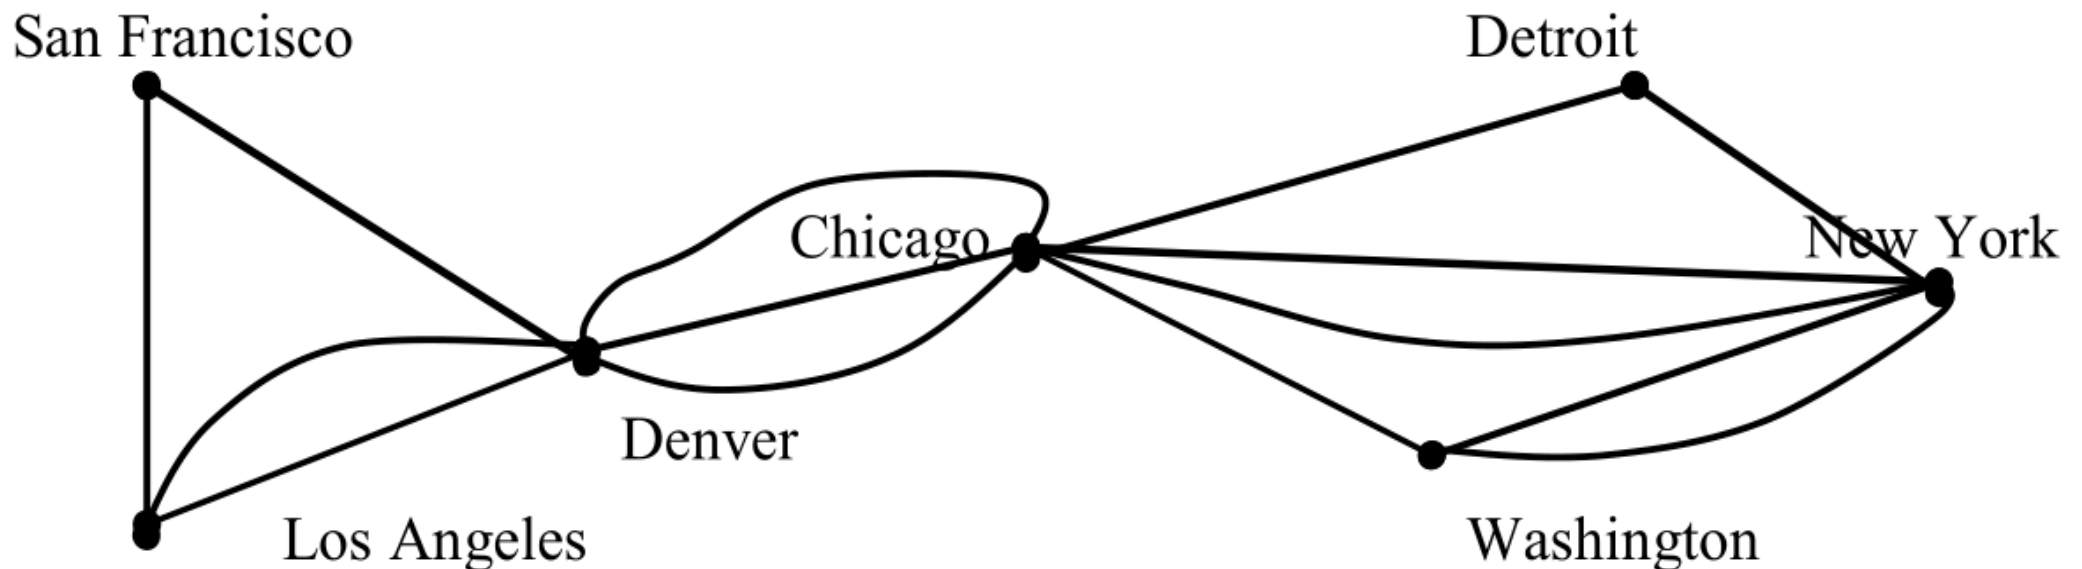 San Francisco
Detroit
Chicago
New York
Denver
Los Angeles
Washington